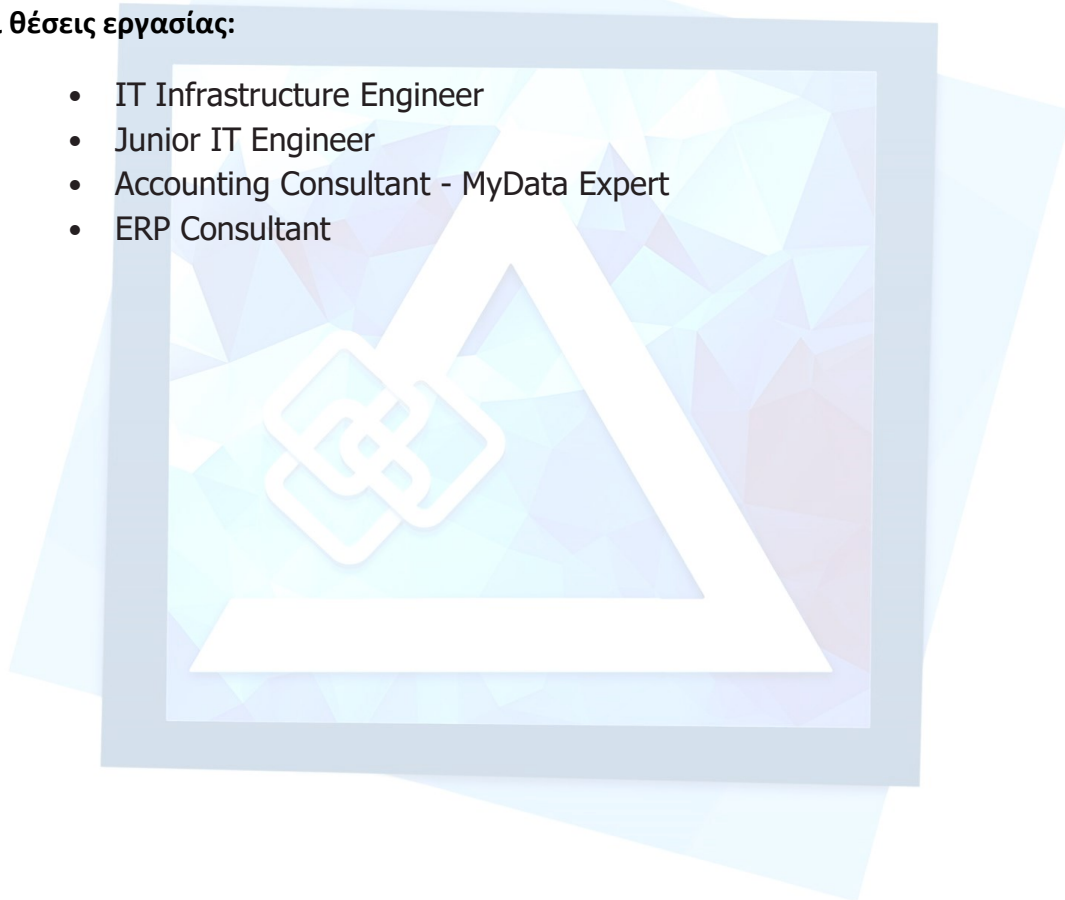 θέσεις εργασίας:
• IT Infrastructure Engineer
• Junior IT Engineer
• Accounting Consultant - MyData Expert
• ERP Consultant